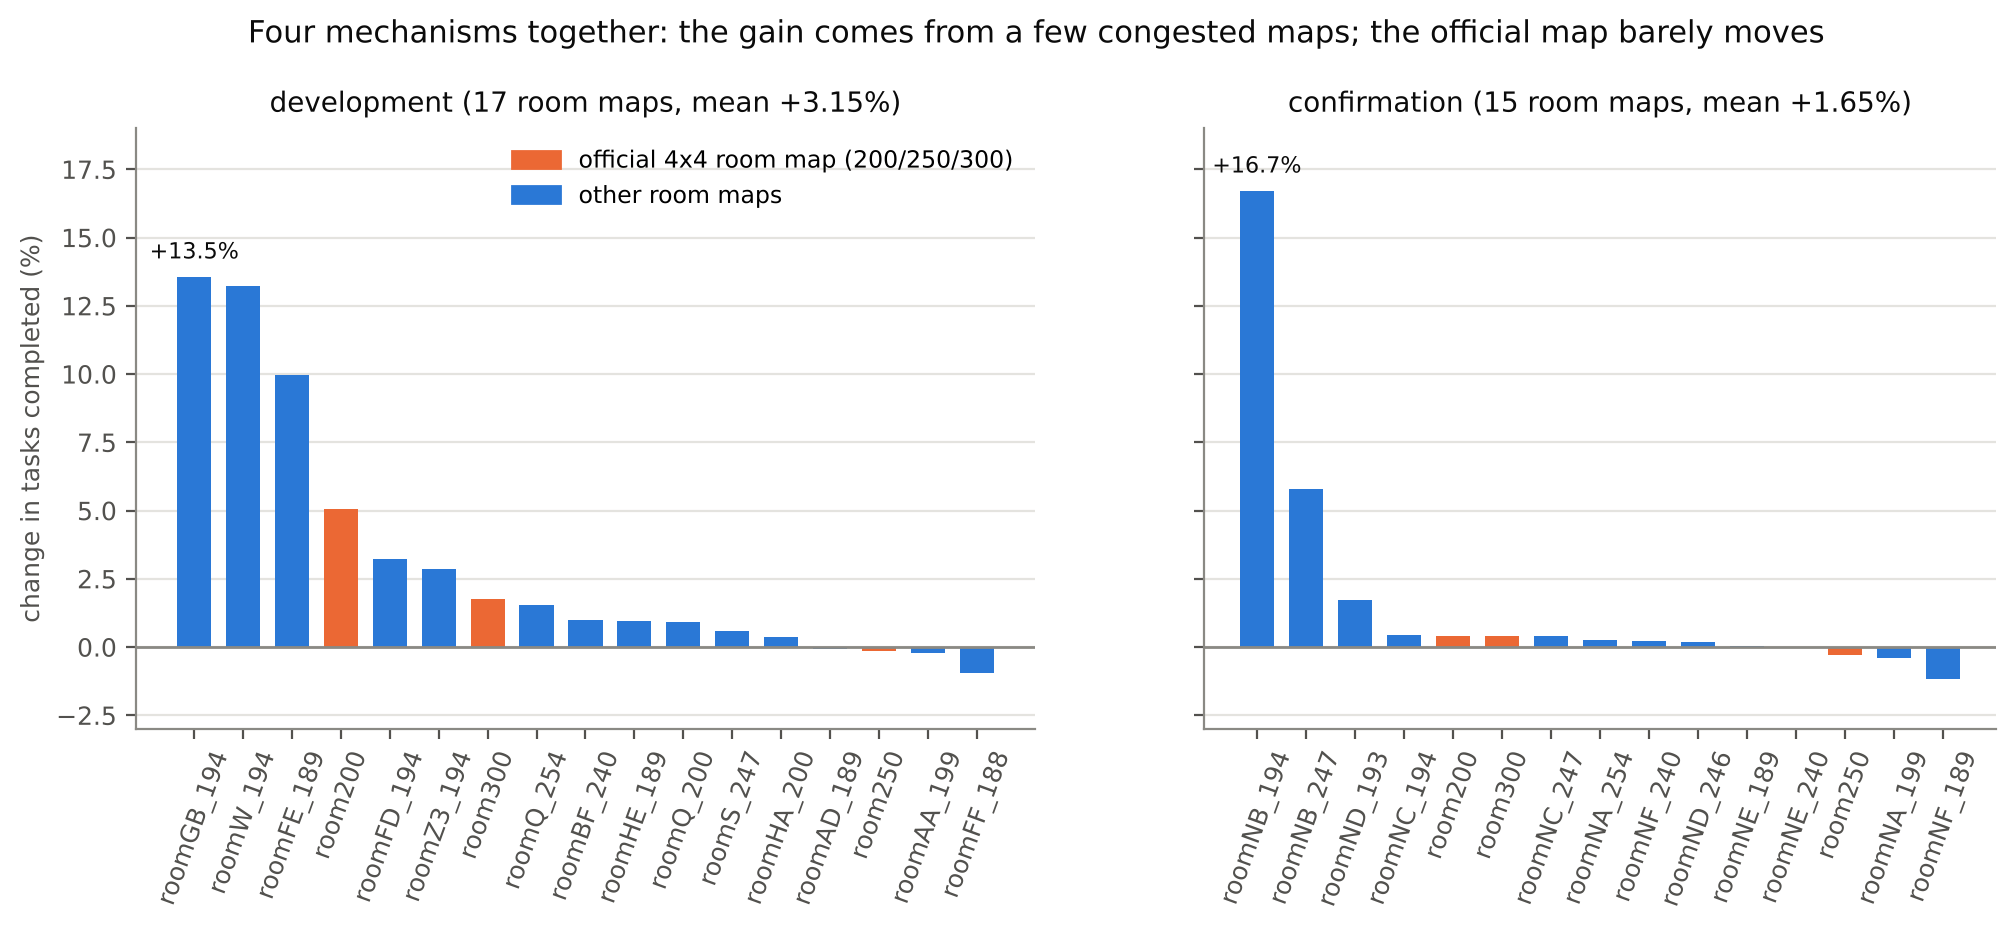 Four mechanisms together: the gain comes from a few congested maps; the official map barely moves
development (17 room maps, mean +3.15%)
official 4x4 room map (200/250/300)
other room maps
change in tasks completed (%)
17.5
15.0
12.5
10.0
7.5
5.0
2.5
0.0
−2.5
+13.5%
roomGB_194
roomW_194
roomFE_189
room200
roomFD_194
roomZ3_194
room300
roomQ_254
roomBF_240
roomHE_189
roomQ_200
roomS_247
roomHA_200
roomAD_189
room250
roomAA_199
roomFF_188
confirmation (15 room maps, mean +1.65%)
+16.7%
roomNB_194
roomNB_247
roomND_193
roomNC_194
room200
room300
roomNC_247
roomNA_254
roomNF_240
roomND_246
roomNE_189
roomNE_240
room250
roomNA_199
roomNF_189